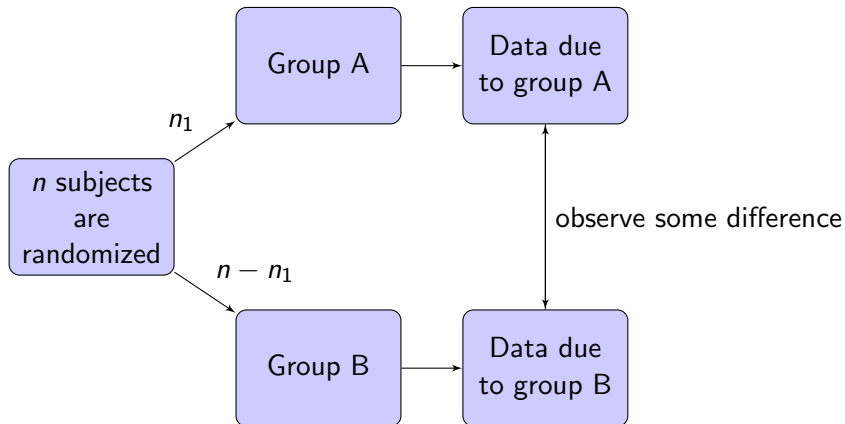 Group A
Data due
to group A
n₁
n subjects
are
randomized
observe some difference
n − n₁
Group B
Data due
to group B